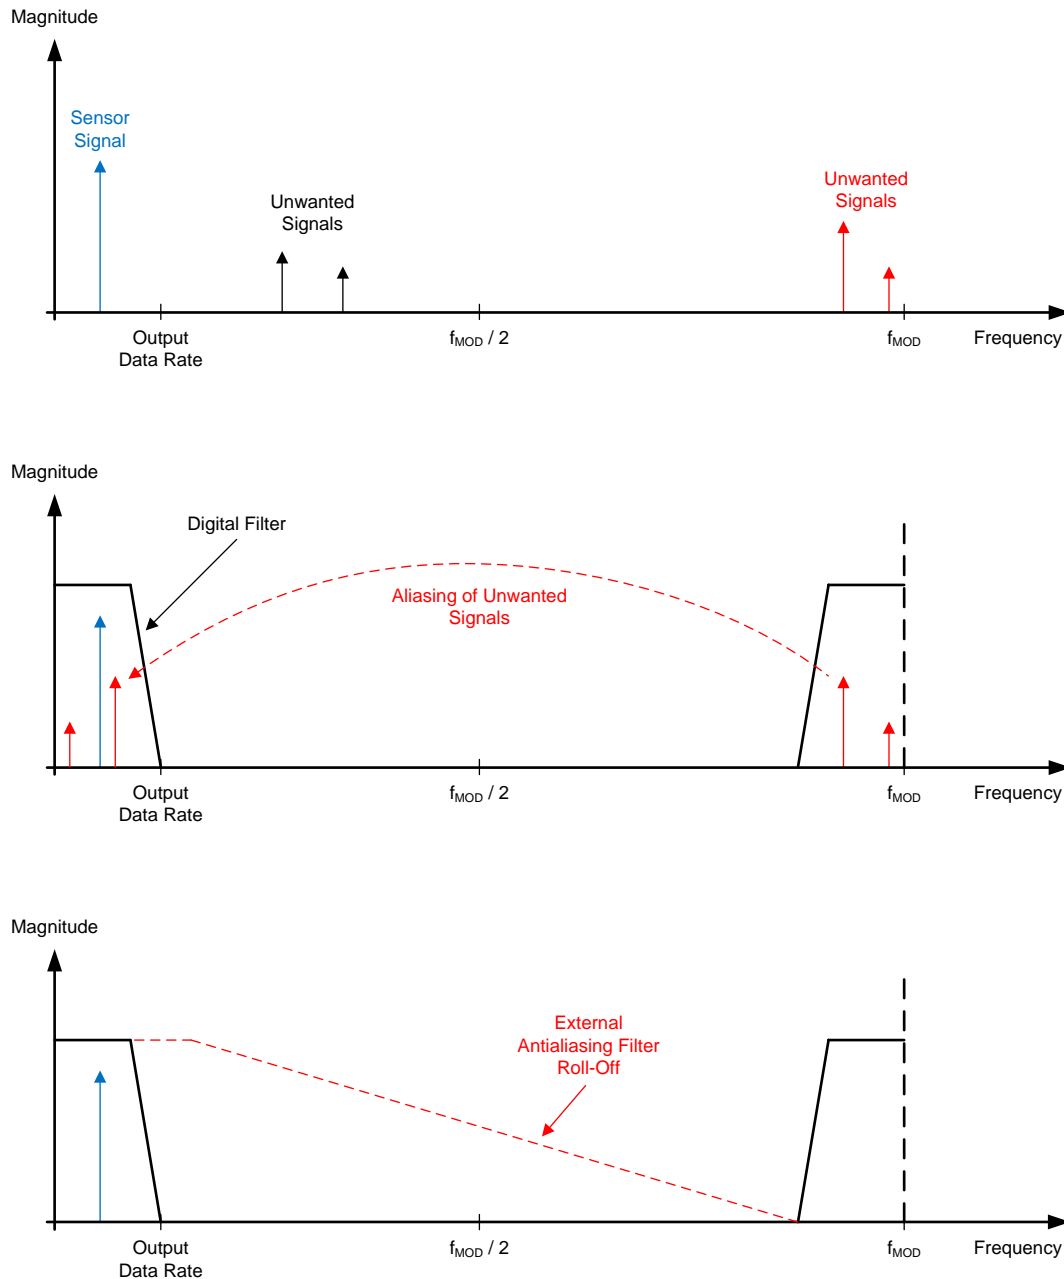 Magnitude
Sensor
Signal
Unwanted
Signals
Unwanted
Signals
Output
Data Rate
fMOD / 2
fMOD
Frequency
Magnitude
Digital Filter
Aliasing of Unwanted
Signals
Output
Data Rate
fMOD / 2
fMOD
Frequency
Magnitude
External
Antialiasing Filter
Roll-Off
Output
Data Rate
fMOD / 2
fMOD
Frequency